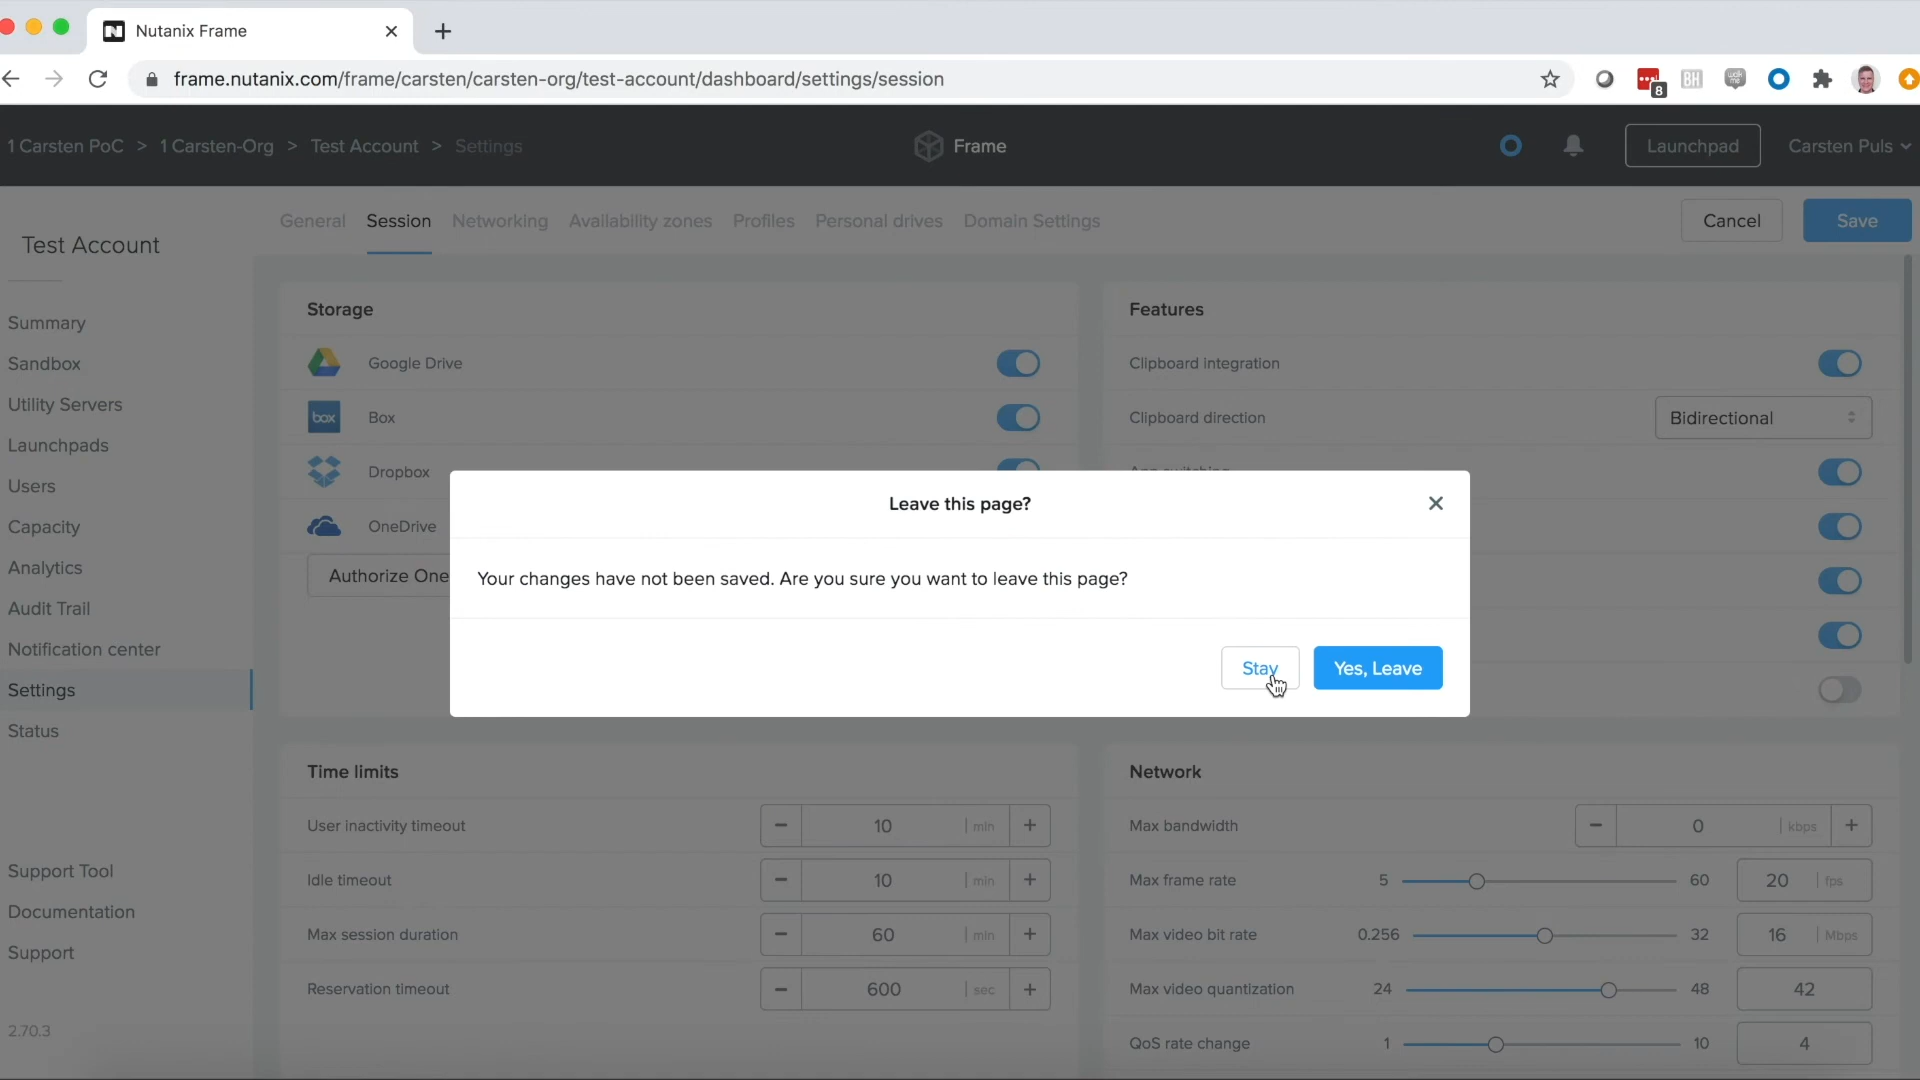 Nutanix Frame
frame.nutanix.com/frame/carsten/carsten-org/test-account/dashboard/settings/session
8
BH
1 Carsten PoC > 1 Carsten-Org > Test Account > Settings
Frame
Launchpad
Carsten Puls
Test Account
General Session Networking Availability zones Profiles Personal drives Domain Settings
Cancel
Save
Summary
Sandbox
Utility Servers
Launchpads
Users
Capacity
Analytics
Audit Trail
Notification center
Settings
Status
Support Tool
Documentation
Support
2.70.3
Storage
Google Drive
box
Box
Dropbox
OneDrive
Authorize One
Features
Clipboard integration
Clipboard direction
Bidirectional
Leave this page?
Your changes have not been saved. Are you sure you want to leave this page?
Stay
Yes, Leave
Time limits
User inactivity timeout
− 10 | min +
Idle timeout
− 10 | min +
Max session duration
− 60 | min +
Reservation timeout
− 600 | sec +
Network
Max bandwidth
− 0 | kbps +
Max frame rate 5 60 20 | fps
Max video bit rate 0.256 32 16 | Mbps
Max video quantization 24 48 42
QoS rate change 1 10 4